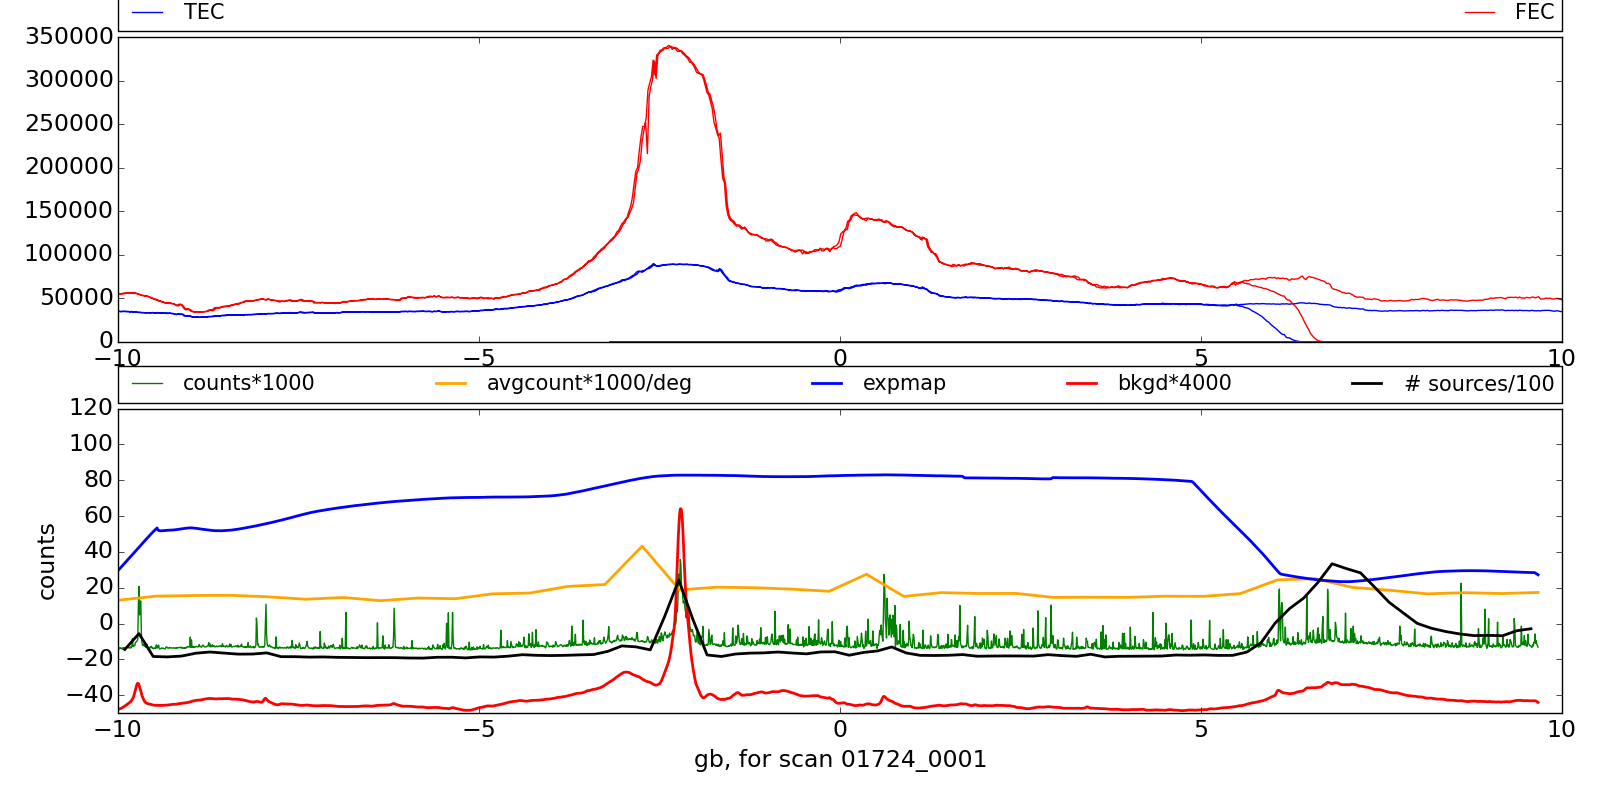 TEC FEC
350000
300000
250000
200000
150000
100000
50000
0
−10 −5 0 5 10
counts*1000 avgcount*1000/deg expmap bkgd*4000 # sources/100
120
100
80
60
40
20
0
−20
−40
counts
−10 −5 0 5 10
gb, for scan 01724_0001